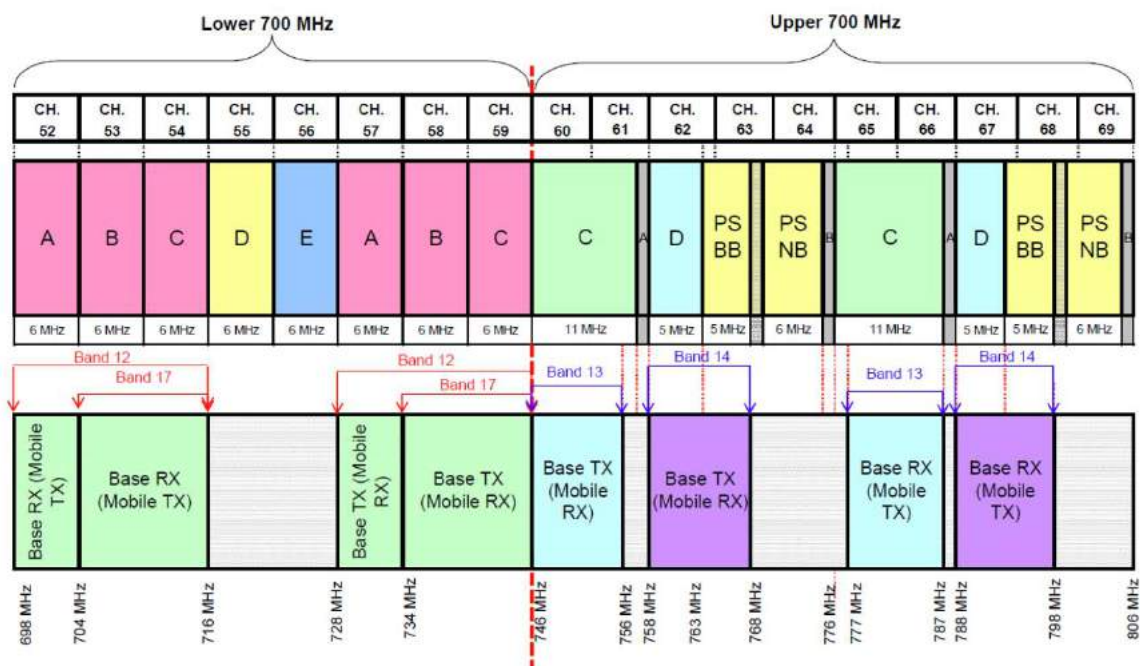 Lower 700 MHz
Upper 700 MHz
CH. CH. CH. CH. CH. CH. CH. CH. CH. CH. CH. CH. CH. CH. CH. CH. CH. CH.
52 53 54 55 56 57 58 59 60 61 62 63 64 65 66 67 68 69
A B C D E A B C C A D PS BB PS NB B C A D PS BB PS NB B
6 MHz 6 MHz 6 MHz 6 MHz 6 MHz 6 MHz 6 MHz 6 MHz 11 MHz 5 MHz 5 MHz 6 MHz 11 MHz 5 MHz 5 MHz 6 MHz
Band 12 Band 12 Band 14 Band 14
Band 17 Band 17 Band 13 Band 13
Base RX (Mobile TX)
Base RX
(Mobile TX)
Base TX (Mobile RX)
Base TX
(Mobile RX)
Base TX
(Mobile
RX)
Base TX
(Mobile RX)
Base RX
(Mobile
TX)
Base RX
(Mobile
TX)
698 MHz
704 MHz
716 MHz
728 MHz
734 MHz
746 MHz
756 MHz
758 MHz
763 MHz
768 MHz
776 MHz
777 MHz
787 MHz
788 MHz
798 MHz
806 MHz